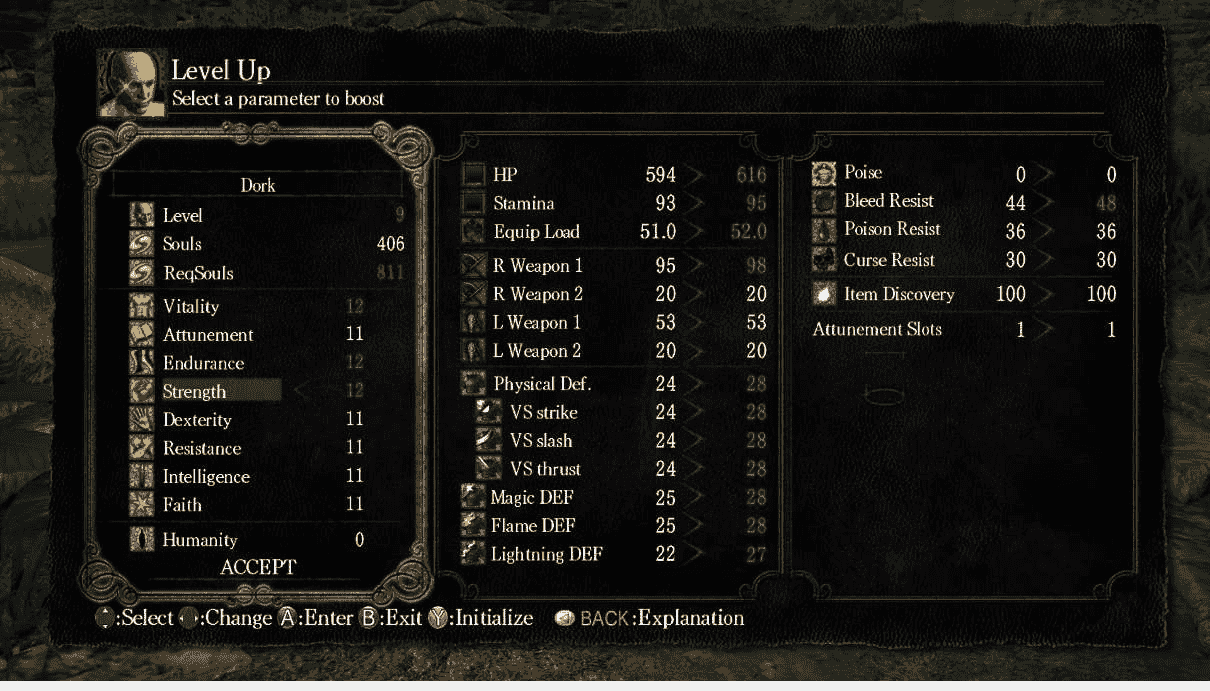 Level Up
Select a parameter to boost
Dork
Level 9
Souls 406
ReqSouls 811
Vitality 12
Attunement 11
Endurance 12
Strength 12
Dexterity 11
Resistance 11
Intelligence 11
Faith 11
Humanity 0
ACCEPT
HP 594 616
Stamina 93 95
Equip Load 51.0 52.0
R Weapon 1 95 98
R Weapon 2 20 20
L Weapon 1 53 53
L Weapon 2 20 20
Physical Def. 24 28
VS strike 24 28
VS slash 24 28
VS thrust 24 28
Magic DEF 25 28
Flame DEF 25 28
Lightning DEF 22 27
Poise 0 0
Bleed Resist 44 48
Poison Resist 36 36
Curse Resist 30 30
Item Discovery 100 100
Attunement Slots 1 1
:Select :Change A:Enter B:Exit Y:Initialize BACK:Explanation